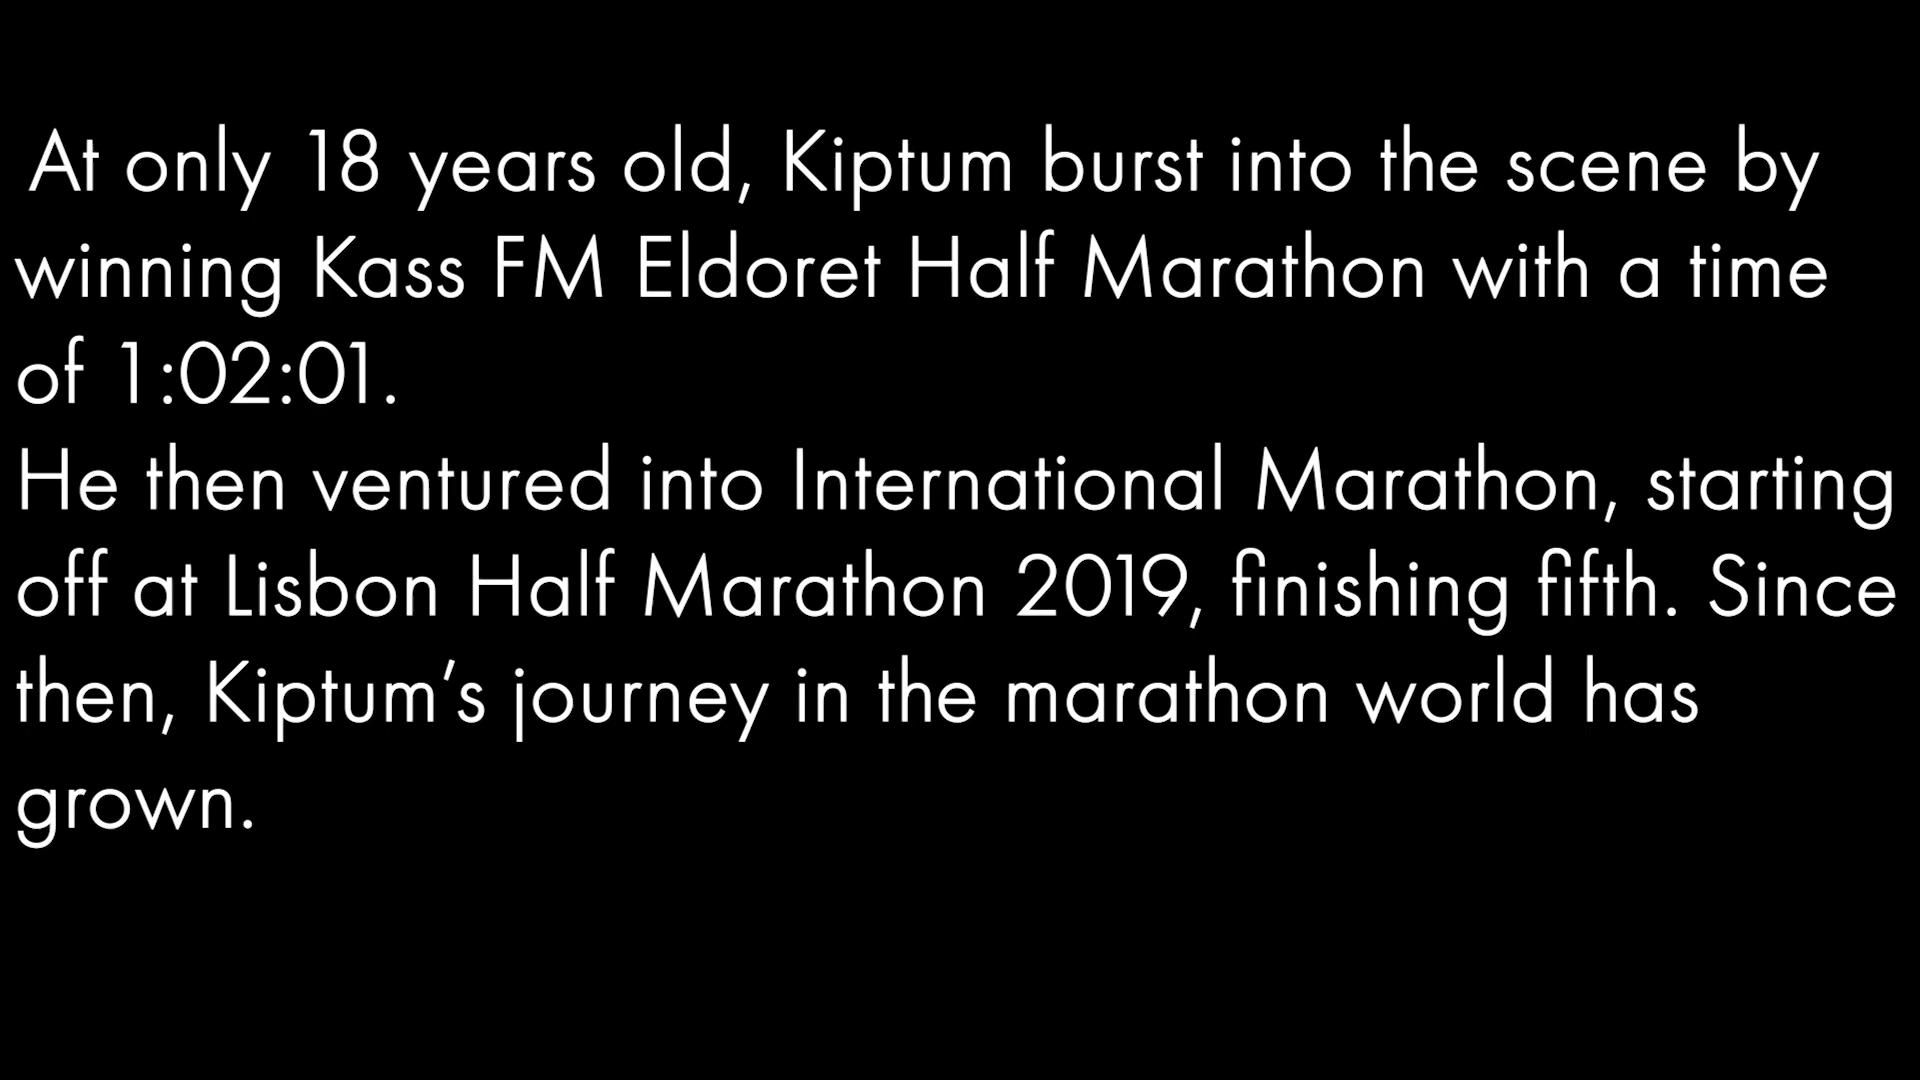 At only 18 years old, Kiptum burst into the scene by
winning Kass FM Eldoret Half Marathon with a time
of 1:02:01.
He then ventured into International Marathon, starting
off at Lisbon Half Marathon 2019, finishing fifth. Since
then, Kiptum’s journey in the marathon world has
grown.